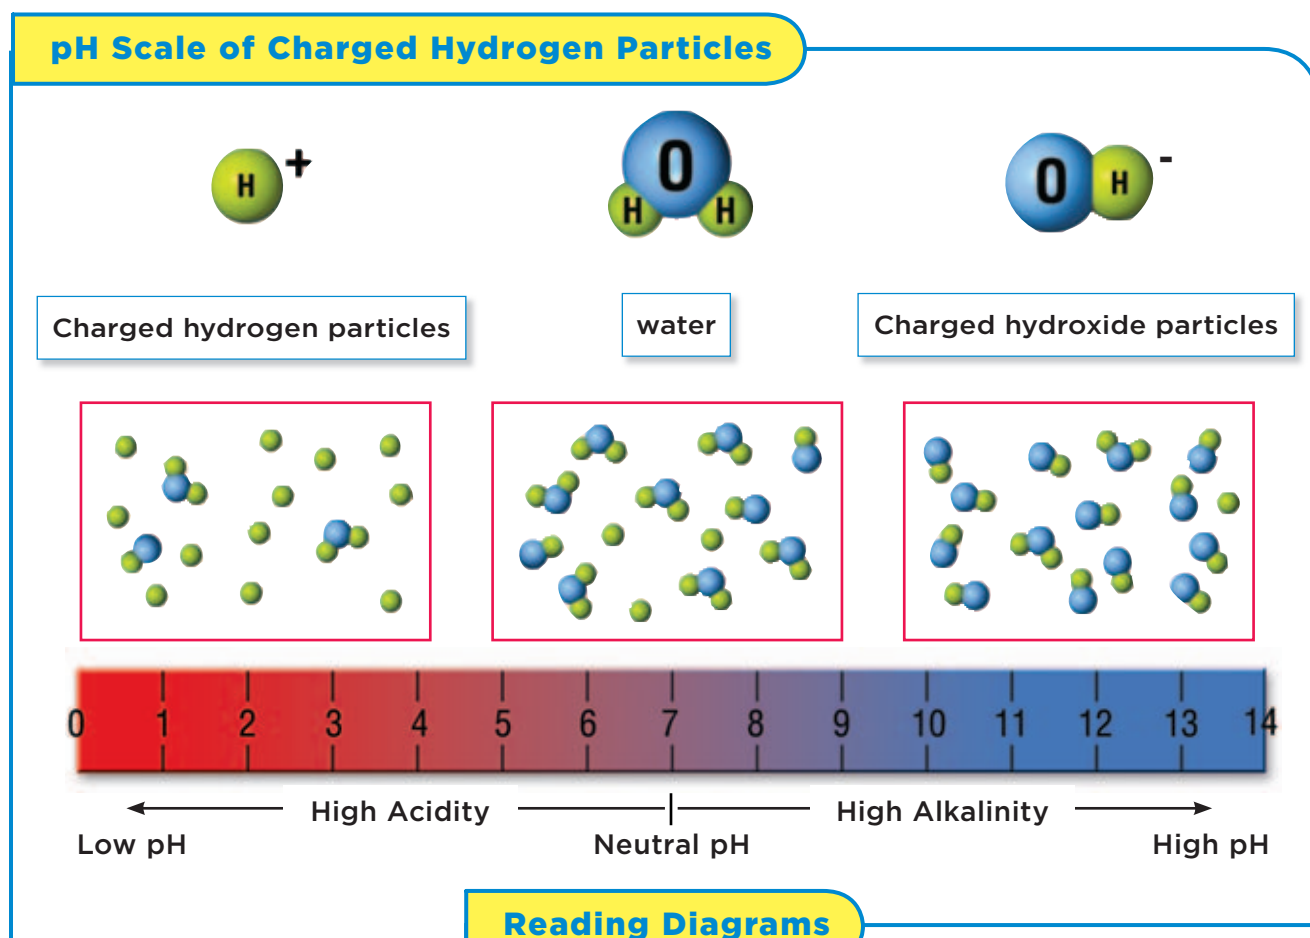 pH Scale of Charged Hydrogen Particles
H +
O H H
O H -
Charged hydrogen particles
water
Charged hydroxide particles
0 1 2 3 4 5 6 7 8 9 10 11 12 13 14
High Acidity
High Alkalinity
Low pH
Neutral pH
High pH
Reading Diagrams